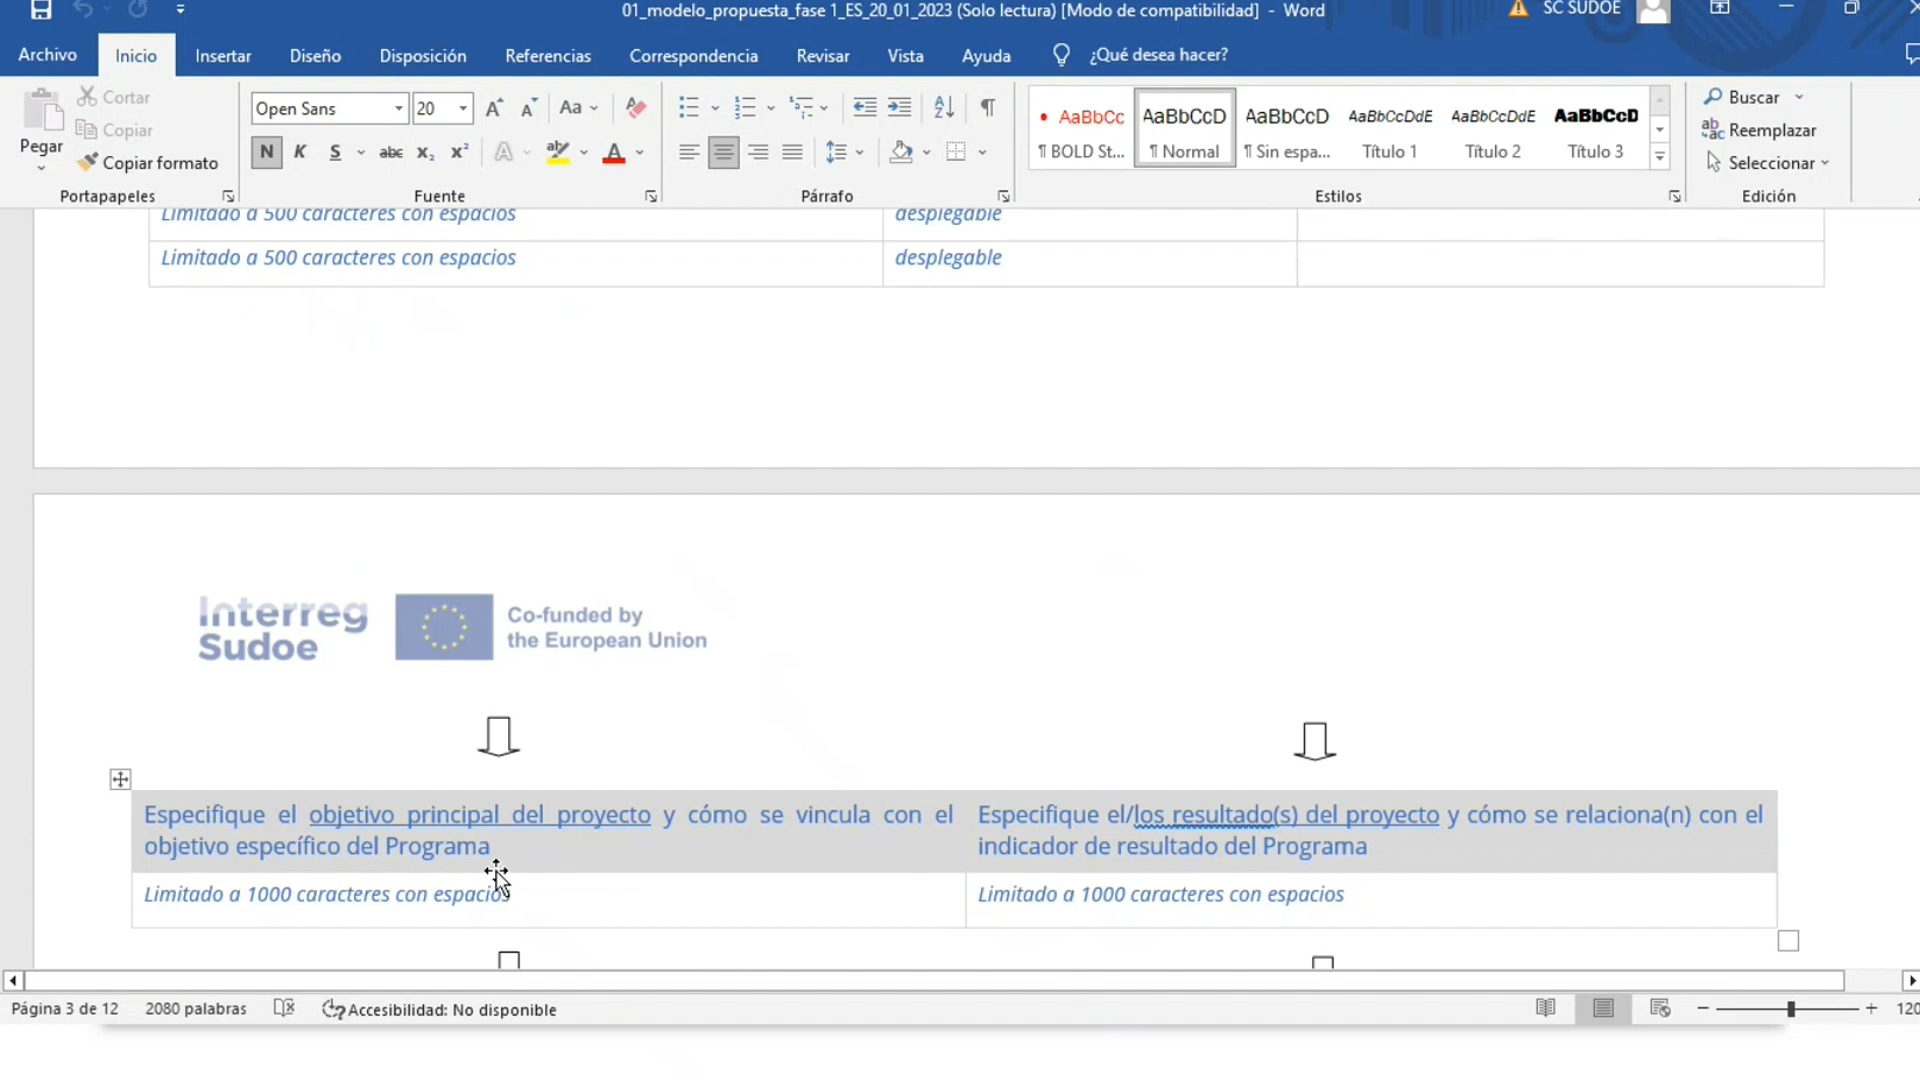 01_modelo_propuesta_fase 1_ES_20_01_2023 (Solo lectura) [Modo de compatibilidad] - Word
SC SUDOE
Archivo Inicio Insertar Diseño Disposición Referencias Correspondencia Revisar Vista Ayuda ¿Qué desea hacer?
Pegar
Cortar
Copiar
Copiar formato
Portapapeles
Open Sans 20 A A Aa
N K S abc x₂ x² A A
Fuente
Párrafo
AaBbCc AaBbCcD AaBbCcD AaBbCcDdE AaBbCcDdE AaBbCcD
¶ BOLD St... ¶ Normal ¶ Sin espa... Título 1 Título 2 Título 3
Estilos
Buscar
Reemplazar
Seleccionar
Edición
Limitado a 500 caracteres con espacios desplegable
Limitado a 500 caracteres con espacios desplegable
Interreg
Sudoe
Co-funded by
the European Union
Especifique el objetivo principal del proyecto y cómo se vincula con el
objetivo específico del Programa
Especifique el/los resultado(s) del proyecto y cómo se relaciona(n) con el
indicador de resultado del Programa
Limitado a 1000 caracteres con espacios
Limitado a 1000 caracteres con espacios
Página 3 de 12 2080 palabras Accesibilidad: No disponible 120